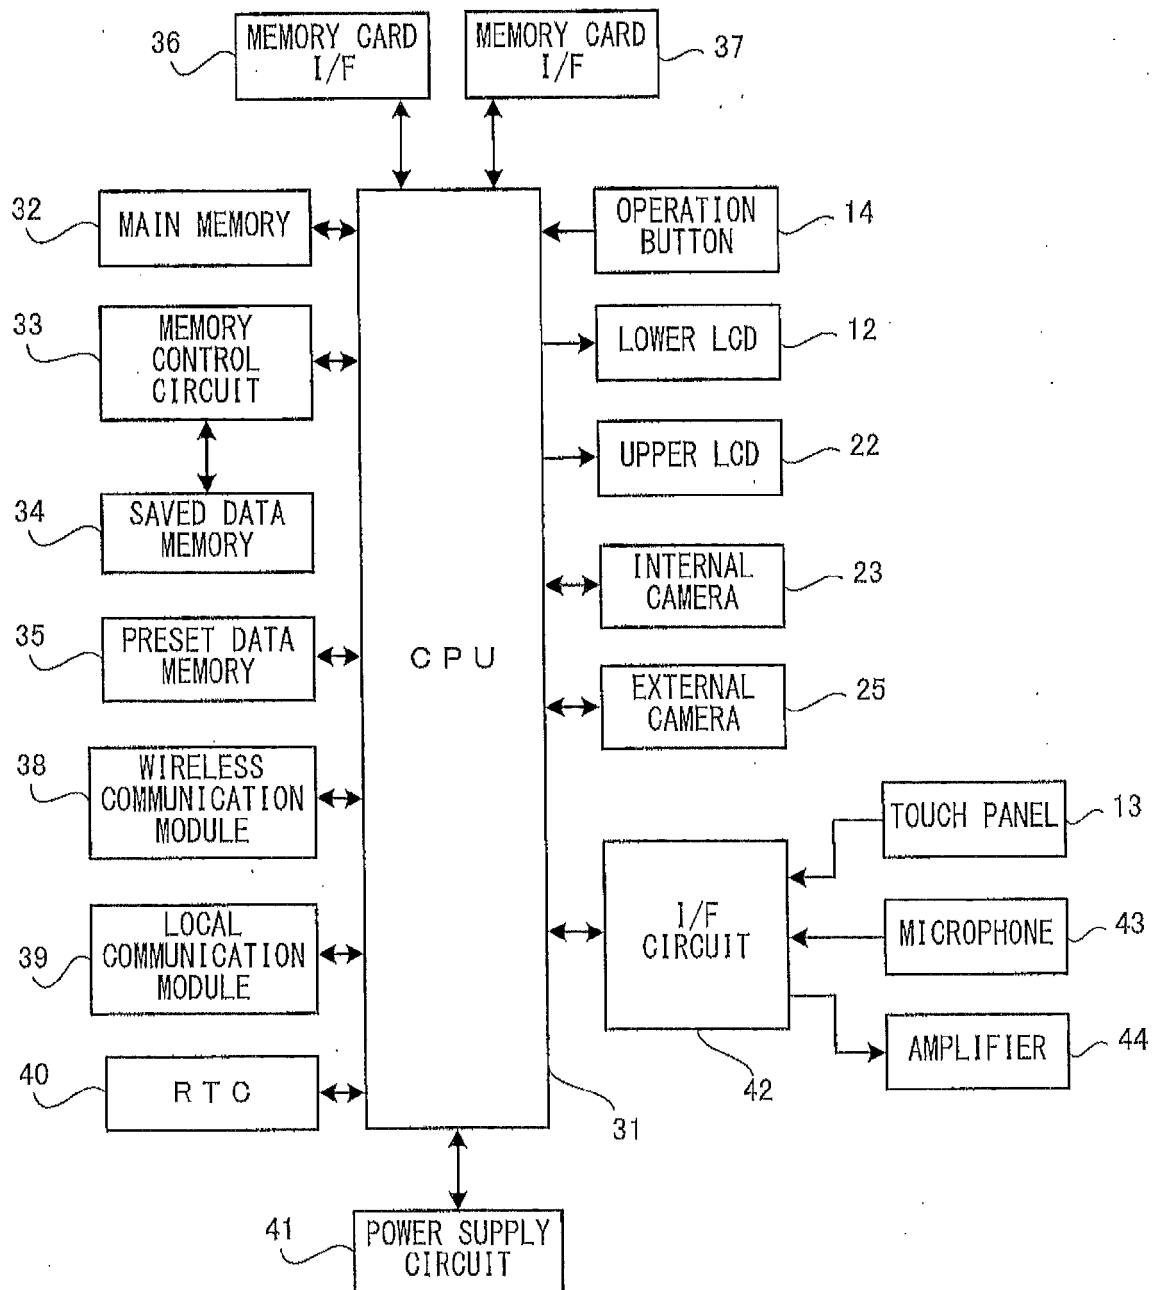 36
MEMORY CARD
I/F
MEMORY CARD
I/F
37
32
MAIN MEMORY
OPERATION
BUTTON
14
33
MEMORY
CONTROL
CIRCUIT
LOWER LCD
12
UPPER LCD
22
34
SAVED DATA
MEMORY
INTERNAL
CAMERA
23
35
PRESET DATA
MEMORY
CPU
EXTERNAL
CAMERA
25
38
WIRELESS
COMMUNICATION
MODULE
TOUCH PANEL
13
39
LOCAL
COMMUNICATION
MODULE
I/F
CIRCUIT
42
MICROPHONE
43
AMPLIFIER
44
40
RTC
31
41
POWER SUPPLY
CIRCUIT